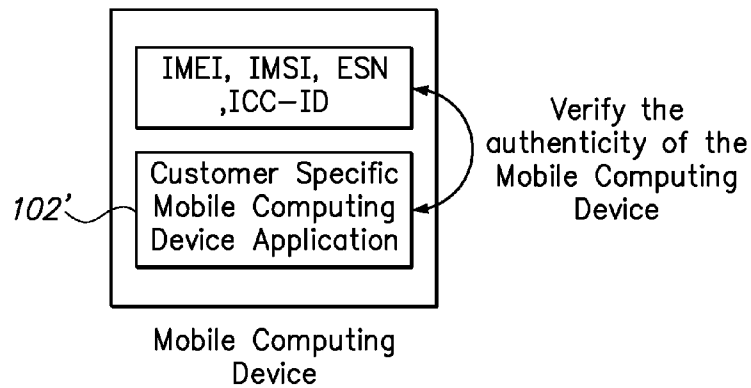 IMEI, IMSI, ESN
,ICC-ID
Customer Specific
Mobile Computing
Device Application
102'
Verify the
authenticity of the
Mobile Computing
Device
Mobile Computing
Device